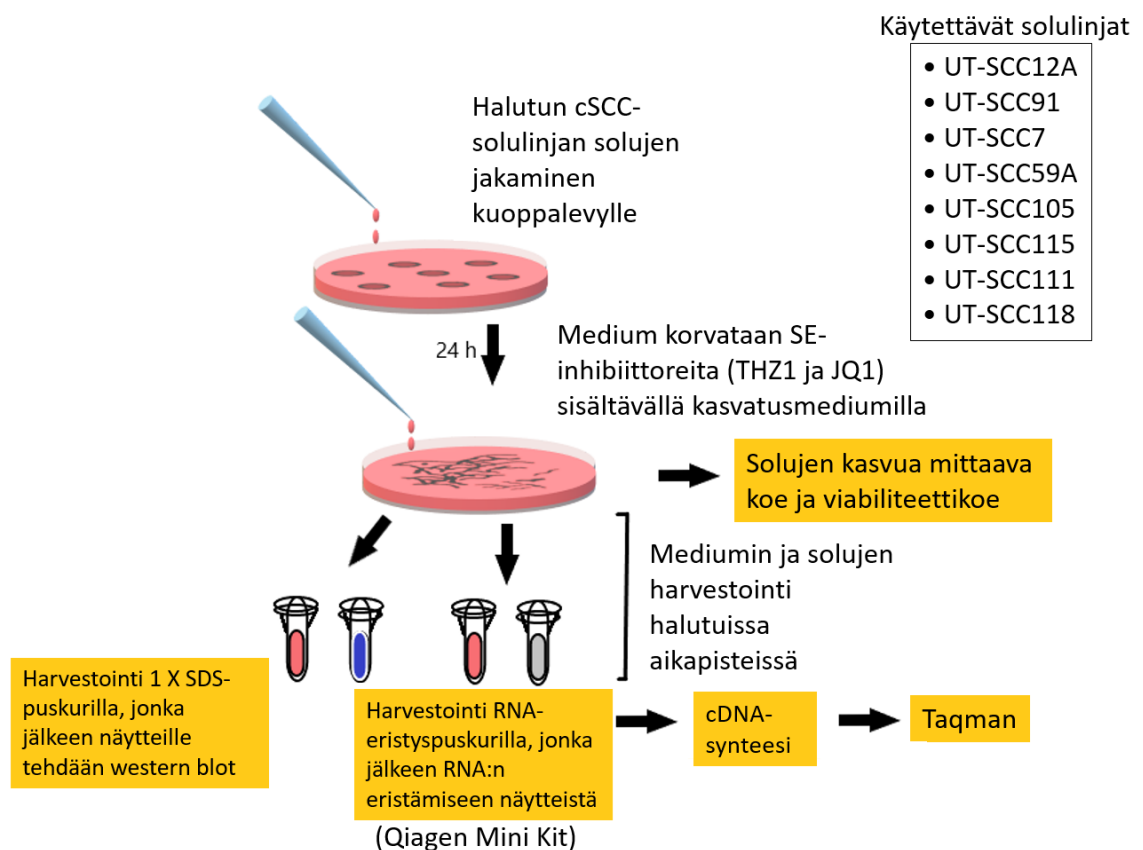 Käytettävät solulinjat
• UT-SCC12A
• UT-SCC91
• UT-SCC7
• UT-SCC59A
• UT-SCC105
• UT-SCC115
• UT-SCC111
• UT-SCC118
Halutun cSCC-
solulinjan solujen
jakaminen
kuoppalevylle
24 h
Medium korvataan SE-
inhibiittoreita (THZ1 ja JQ1)
sisältävällä kasvatusmediumilla
Solujen kasvua mittaava
koe ja viabiliteettikoe
Mediumin ja solujen
harvestointi
halutuissa
aikapisteissä
Harvestointi 1 X SDS-
puskurilla, jonka
jälkeen näytteille
tehdään western blot
Harvestointi RNA-
eristyspuskurilla, jonka
jälkeen RNA:n
eristämiseen näytteistä
(Qiagen Mini Kit)
cDNA-
synteesi
Taqman